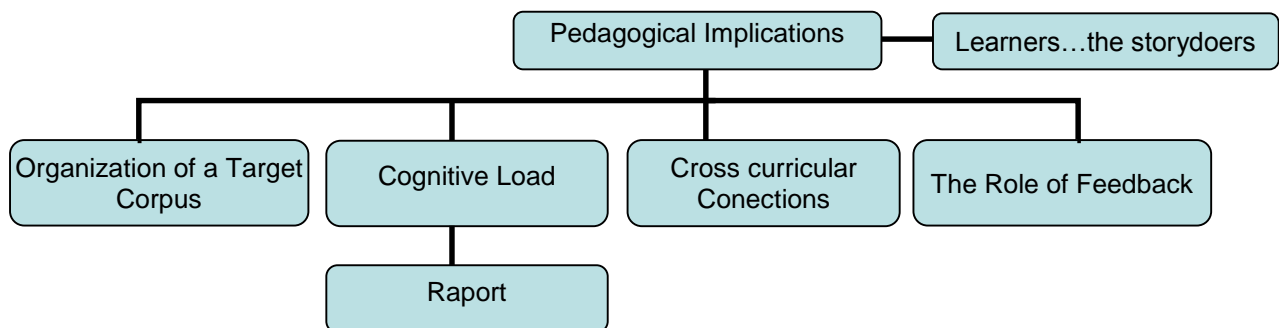 Pedagogical Implications
Learners…the storydoers
Organization of a Target
Corpus
Cognitive Load
Cross curricular
Conections
The Role of Feedback
Raport